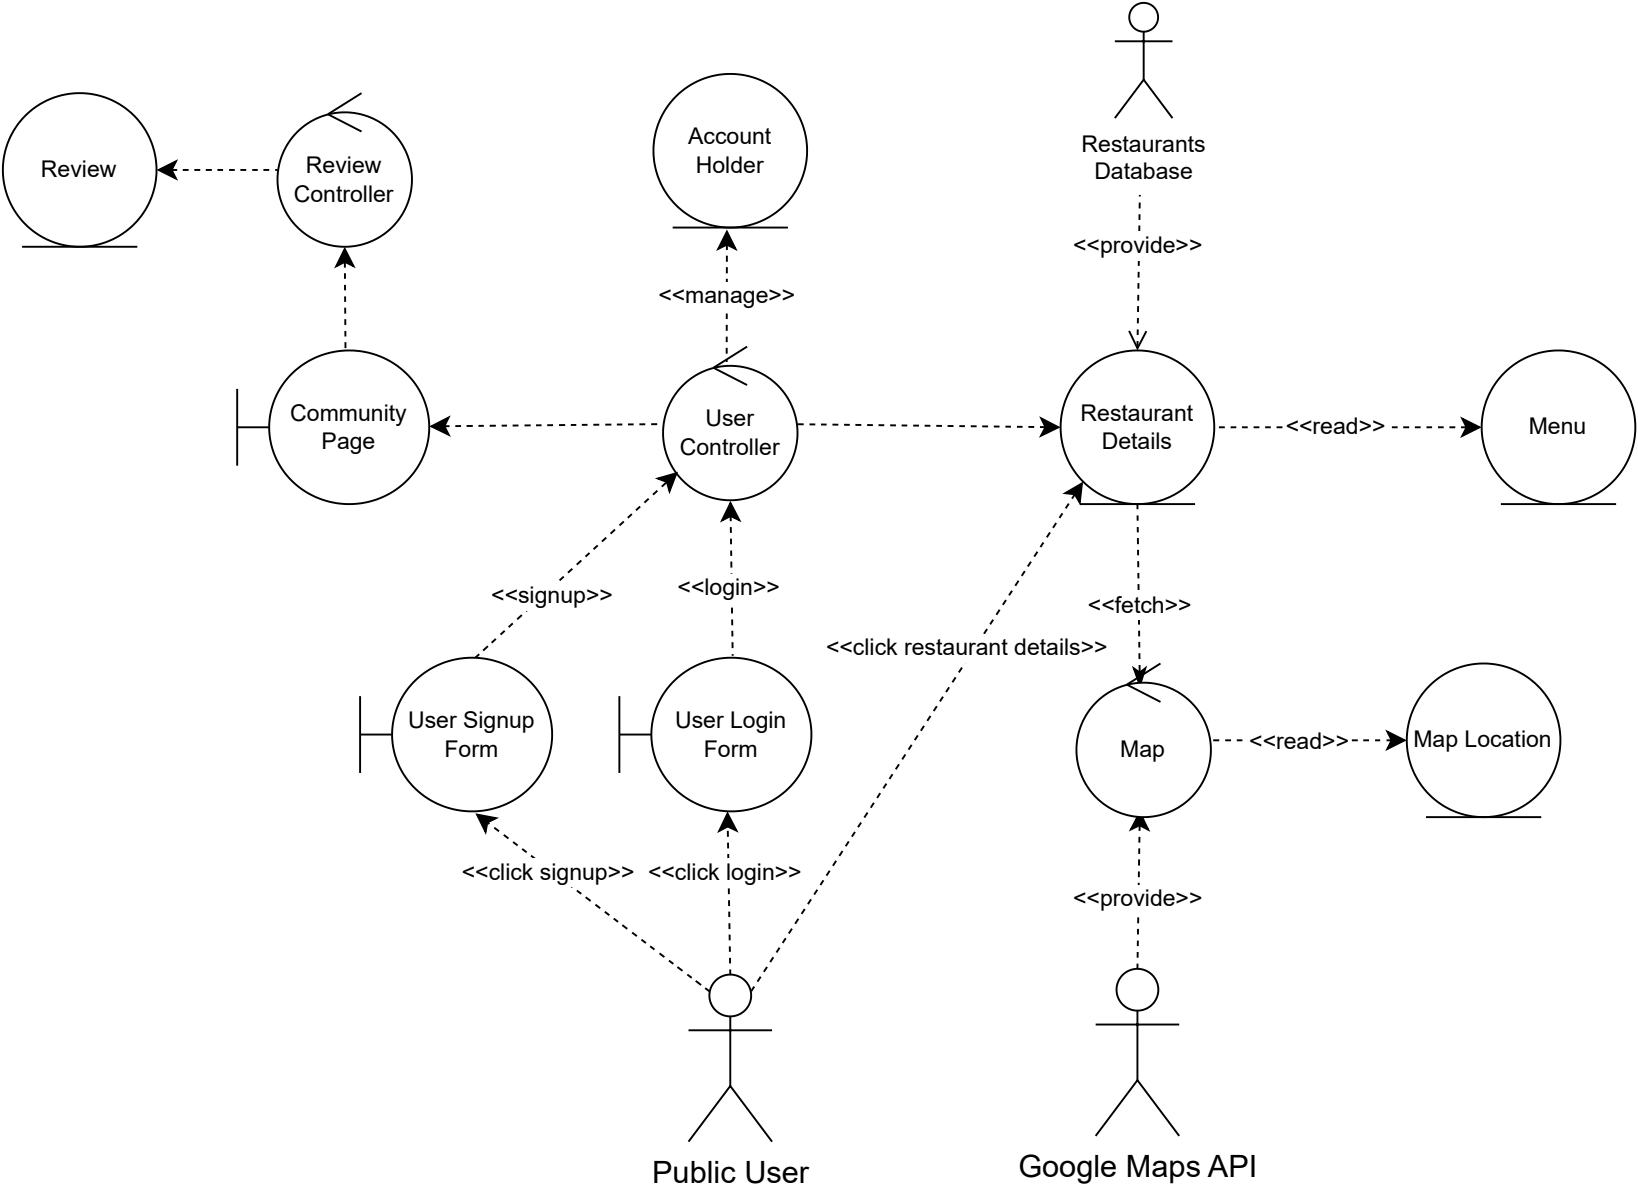 Restaurants
Database
Account
Holder
Review
Review
Controller
<<provide>>
<<manage>>
Community
Page
User
Controller
Restaurant
Details
<<read>>
Menu
<<signup>>
<<login>>
<<fetch>>
<<click restaurant details>>
User Signup
Form
User Login
Form
Map
<<read>>
Map Location
<<click signup>>
<<click login>>
<<provide>>
Public User
Google Maps API